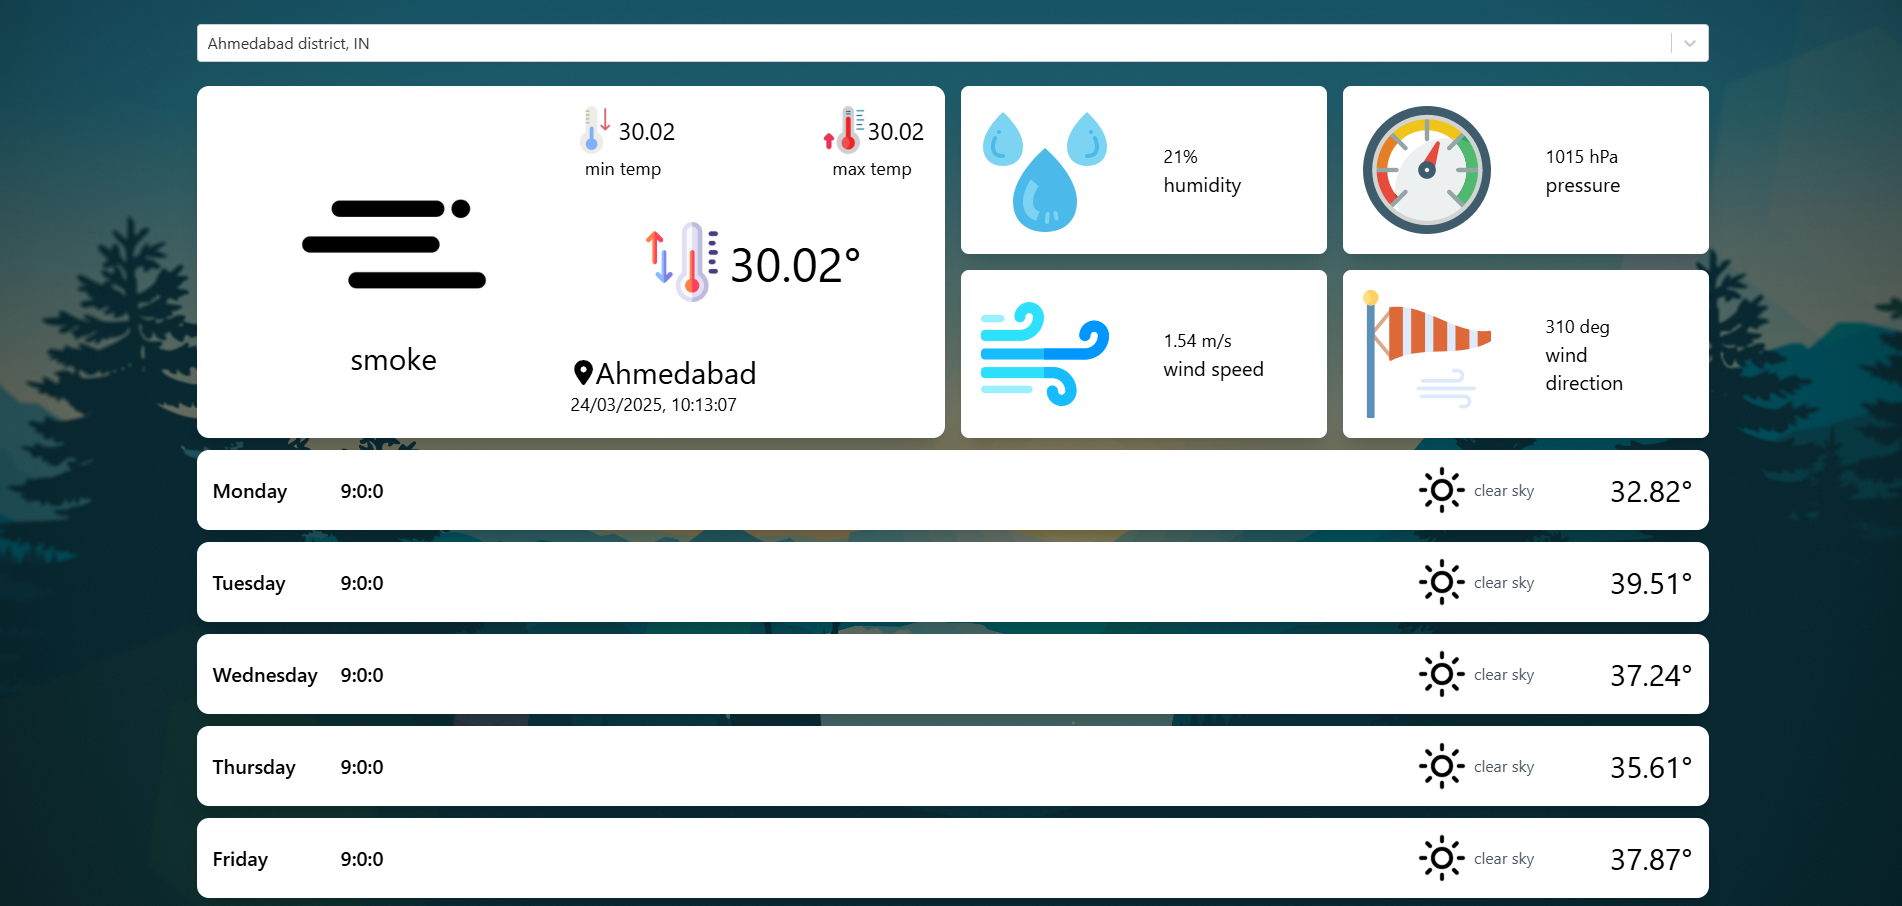 Ahmedabad district, IN
30.02
min temp
30.02
max temp
30.02°
smoke
Ahmedabad
24/03/2025, 10:13:07
21%
humidity
1015 hPa
pressure
1.54 m/s
wind speed
310 deg
wind
direction
Monday 9:0:0 clear sky 32.82°
Tuesday 9:0:0 clear sky 39.51°
Wednesday 9:0:0 clear sky 37.24°
Thursday 9:0:0 clear sky 35.61°
Friday 9:0:0 clear sky 37.87°